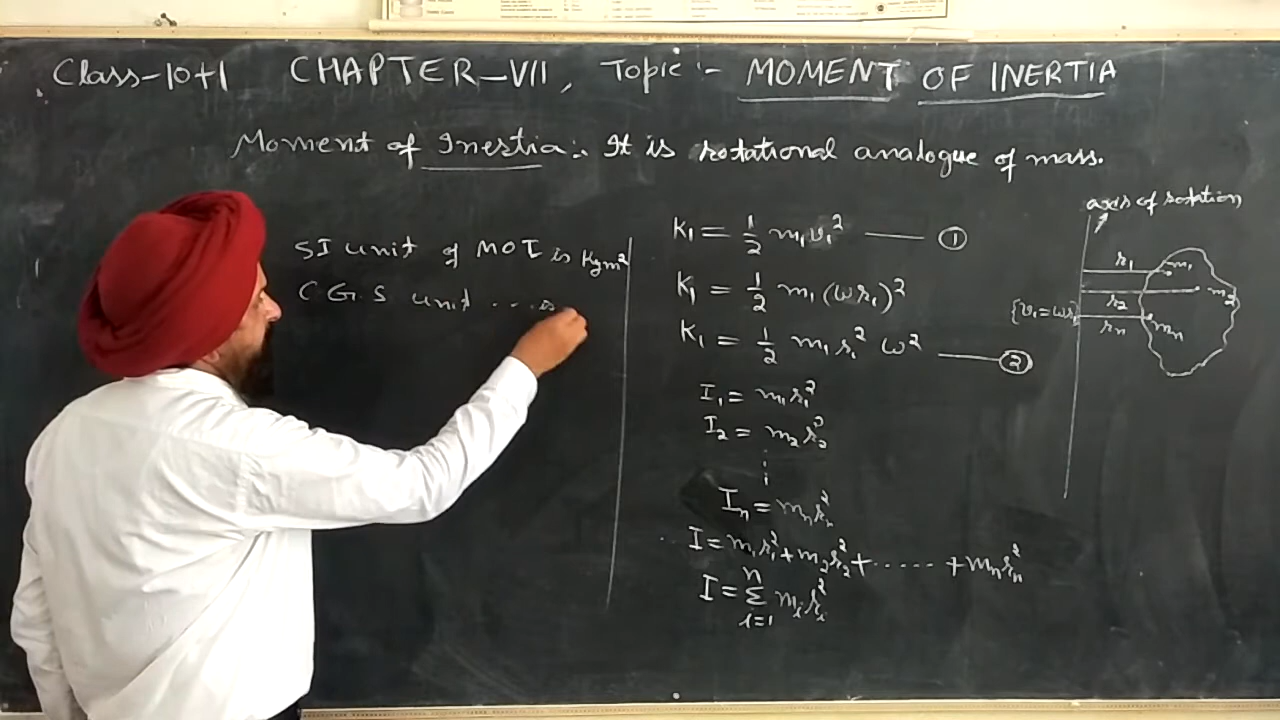 Class-10+1 CHAPTER-VII, Topic:- MOMENT OF INERTIA
Moment of Inertia:. It is rotational analogue of mass.
SI unit of MOI is Kgm²
C.G.S unit ... is
K₁ = 1/2 m₁v₁² —— ①
K₁ = 1/2 m₁(ωr₁)²
K₁ = 1/2 m₁r₁² ω² —— ②
I₁ = m₁r₁²
I₂ = m₂r₂²
⋮
Iₙ = mₙrₙ²
I = m₁r₁² + m₂r₂² + ...... + mₙrₙ²
I = Σᵢ₌₁ⁿ mᵢrᵢ²
axis of rotation
r₁ m₁
r₂ m₂
{v₁=ωr₁
rₙ mₙ